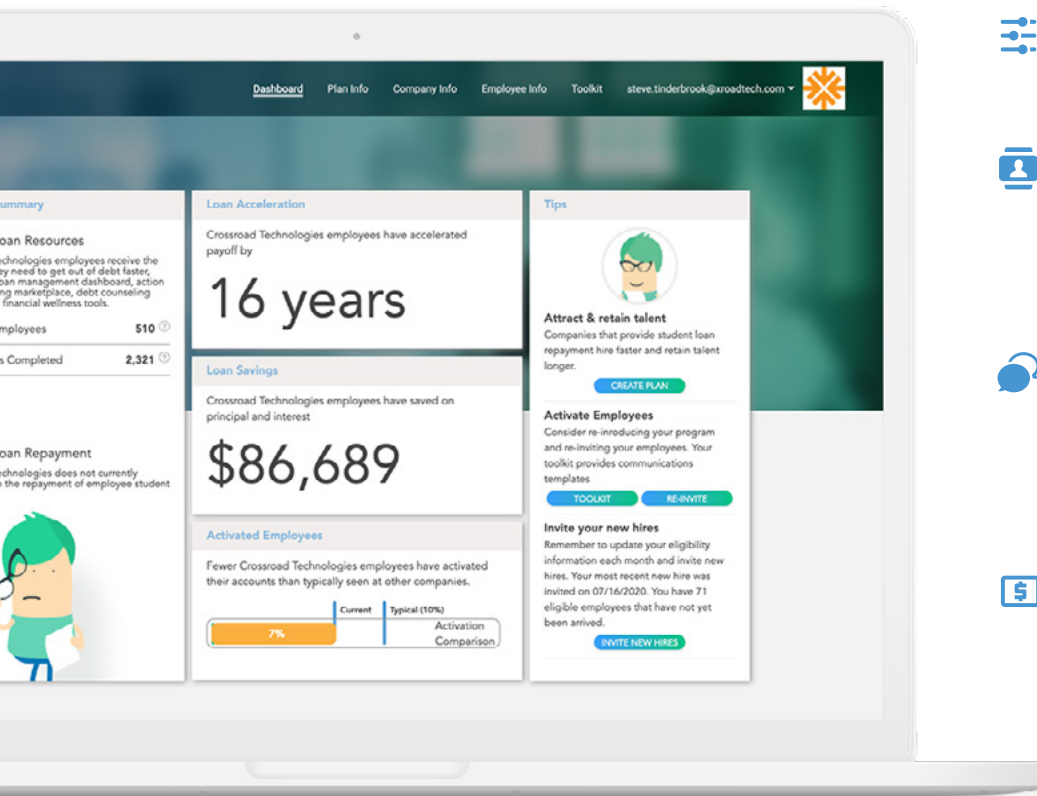 Dashboard Plan Info Company Info Employee Info Toolkit steve.tinderbrook@xroadtech.com
oan Resources
echnologies employees receive the
ey need to get out of debt faster,
oan management dashboard, action
ng marketplace, debt counseling
financial wellness tools.
mployees 510
s Completed 2,321
oan Repayment
echnologies does not currently
the repayment of employee student
Loan Acceleration
Crossroad Technologies employees have accelerated
payoff by
16 years
Loan Savings
Crossroad Technologies employees have saved on
principal and interest
$86,689
Activated Employees
Fewer Crossroad Technologies employees have activated
their accounts than typically seen at other companies.
Current Typical (10%)
7%
Activation
Comparison
Tips
Attract & retain talent
Companies that provide student loan
repayment hire faster and retain talent
longer.
CREATE PLAN
Activate Employees
Consider re-inroducing your program
and re-inviting your employees. Your
toolkit provides communications
templates
TOOLKIT RE-INVITE
Invite your new hires
Remember to update your eligibility
information each month and invite new
hires. Your most recent new hire was
invited on 07/16/2020. You have 71
eligible employees that have not yet
been arrived.
INVITE NEW HIRES